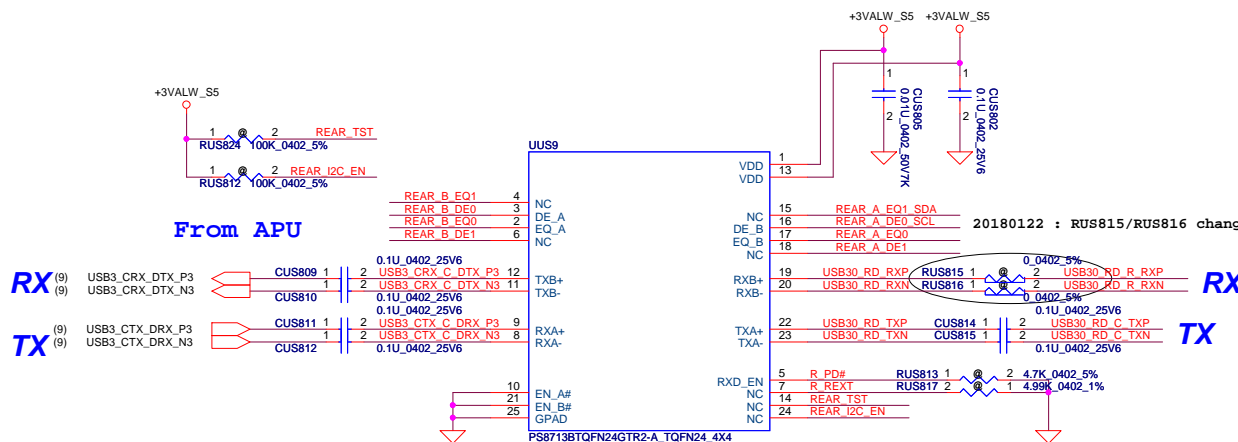 +3VALW_S5 +3VALW_S5
+3VALW_S5
1 1
CUS805 0.01U_0402_50V7K
CUS802 0.1U_0402_25V6
2 2
1 @ 2 REAR_TST
RUS824 100K_0402_5%
1 @ 2 REAR_I2C_EN
RUS812 100K_0402_5%
UUS9
1 VDD
13 VDD
From APU
REAR_B_EQ1 4 NC
REAR_B_DE0 3 DE_A
REAR_B_EQ0 2 EQ_A
REAR_B_DE1 6 NC
NC 15 REAR_A_EQ1_SDA
DE_B 16 REAR_A_DE0_SCL
EQ_B 17 REAR_A_EQ0
NC 18 REAR_A_DE1
20180122 : RUS815/RUS816 chang
0.1U_0402_25V6
RX (9) USB3_CRX_DTX_P3 CUS809 1 2 USB3_CRX_C_DTX_P3 12 TXB+
(9) USB3_CRX_DTX_N3 CUS810 1 2 USB3_CRX_C_DTX_N3 11 TXB-
0.1U_0402_25V6
0_0402_5%
RXB+ 19 USB30_RD_RXP RUS815 1 @ 2 USB30_RD_R_RXP
RXB- 20 USB30_RD_RXN RUS816 1 @ 2 USB30_RD_R_RXN RX
0_0402_5%
0.1U_0402_25V6
TX (9) USB3_CTX_DRX_P3 CUS811 1 2 USB3_CTX_C_DRX_P3 9 RXA+
(9) USB3_CTX_DRX_N3 CUS812 1 2 USB3_CTX_C_DRX_N3 8 RXA-
0.1U_0402_25V6
0.1U_0402_25V6
TXA+ 22 USB30_RD_TXP CUS814 1 2 USB30_RD_C_TXP
TXA- 23 USB30_RD_TXN CUS815 1 2 USB30_RD_C_TXN TX
0.1U_0402_25V6
RXD_EN 5 R_PD# RUS813 1 @ 2 4.7K_0402_5%
NC 7 R_REXT RUS817 2 @ 1 4.99K_0402_1%
NC 14 REAR_TST
NC 24 REAR_I2C_EN
10 EN_A#
21 EN_B#
25 GPAD
PS8713BTQFN24GTR2-A_TQFN24_4X4